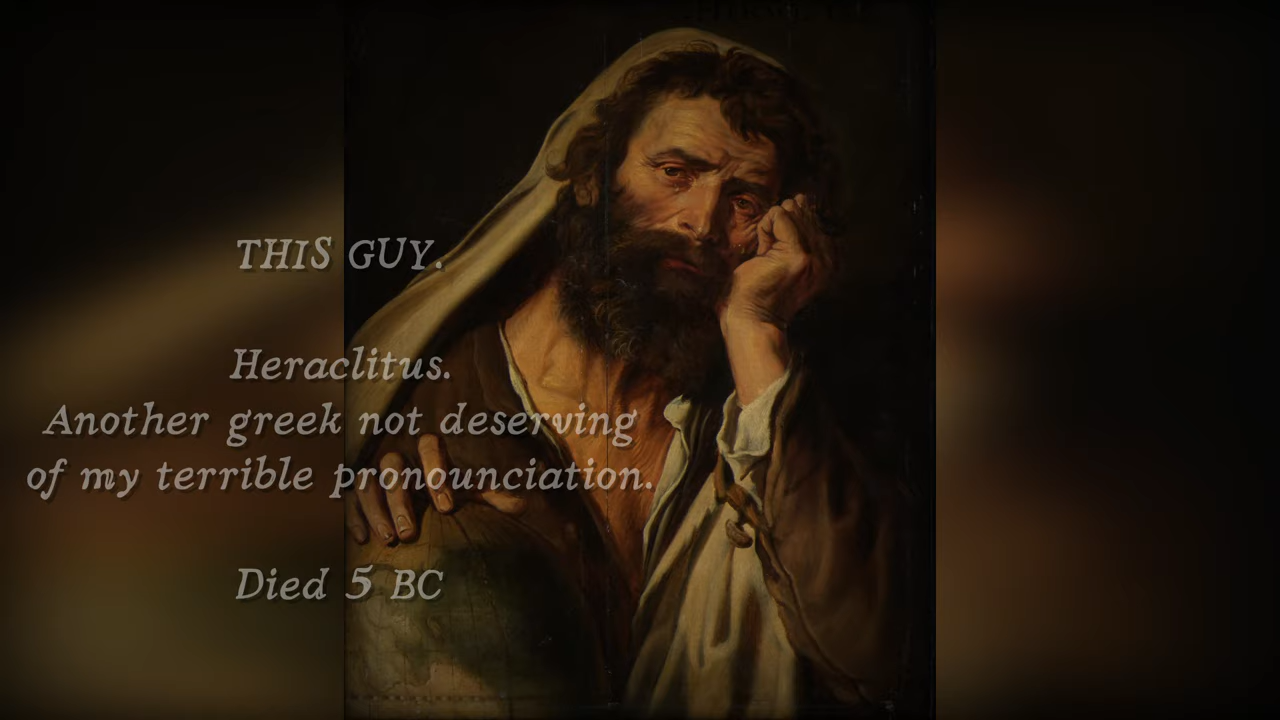 THIS GUY.
Heraclitus.
Another greek not deserving
of my terrible pronounciation.
Died 5 BC